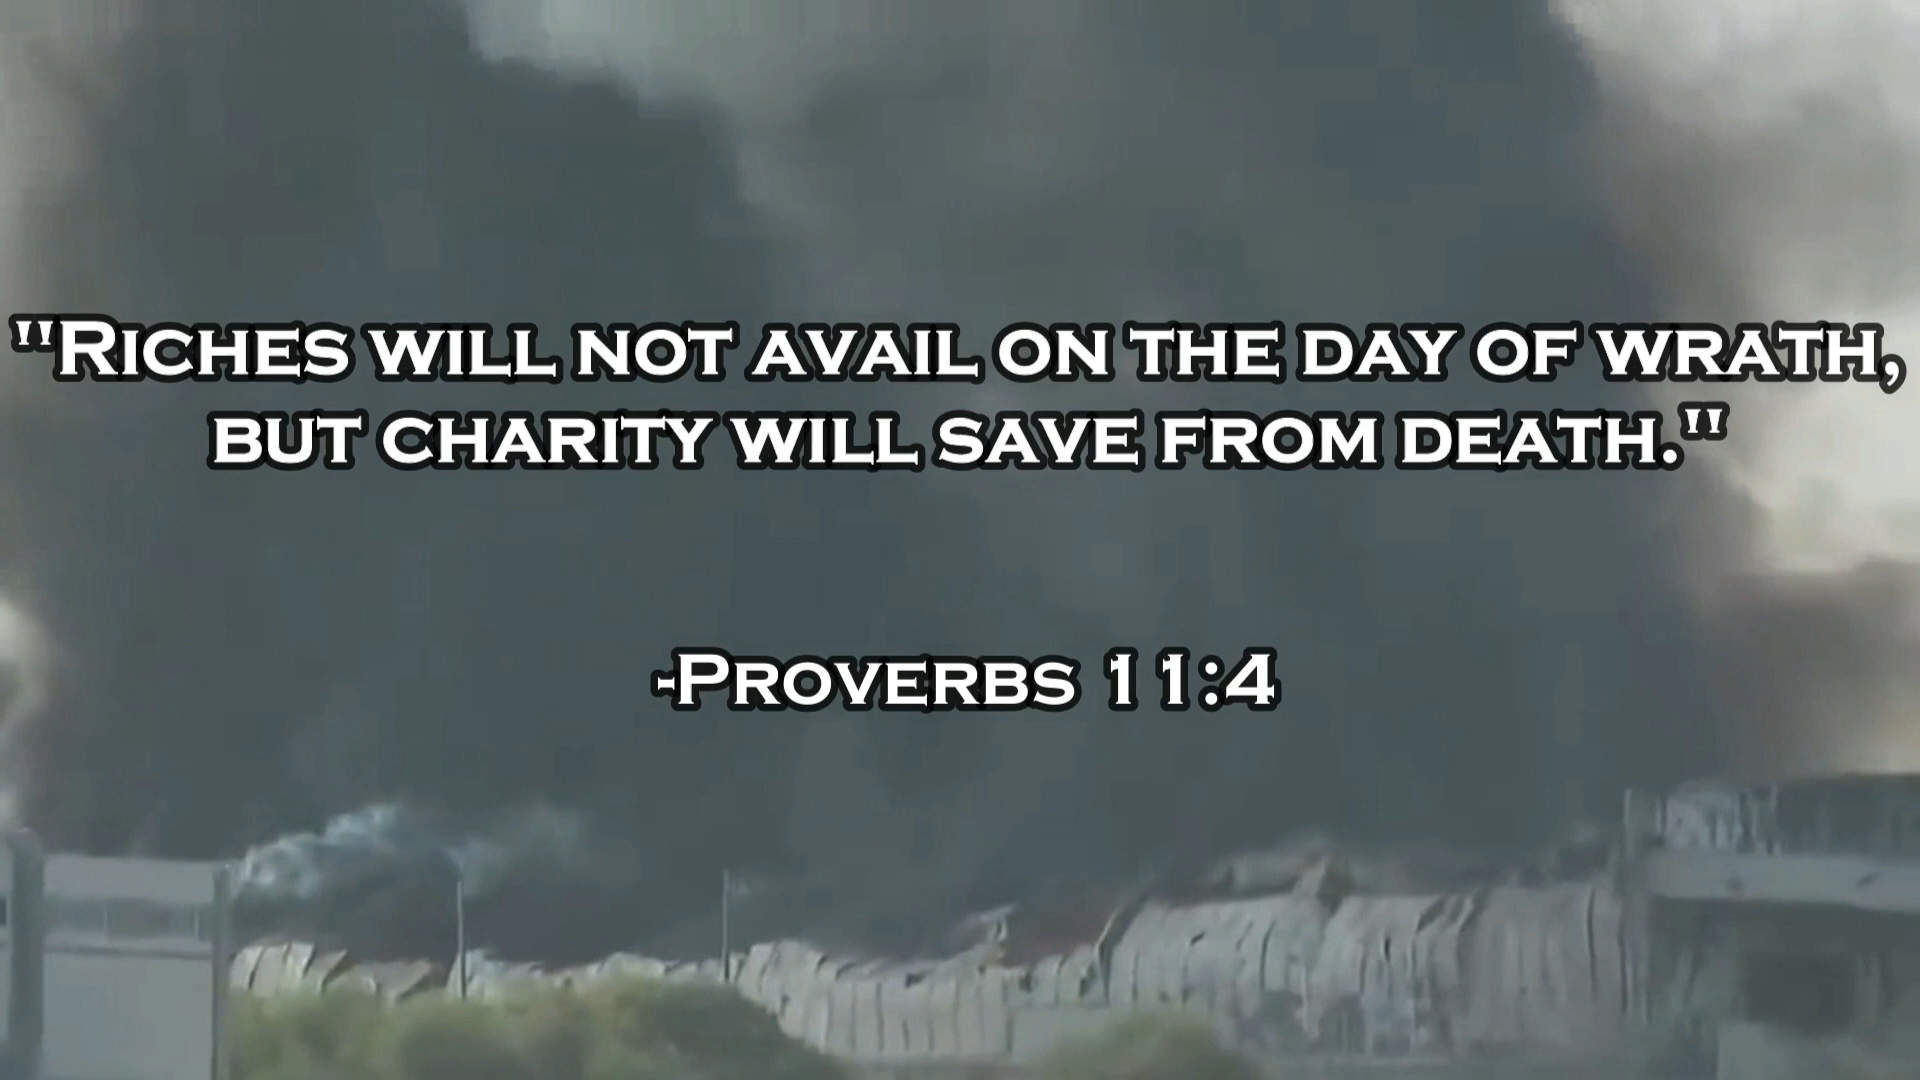 "Riches will not avail on the day of wrath,
but charity will save from death."
-Proverbs 11:4